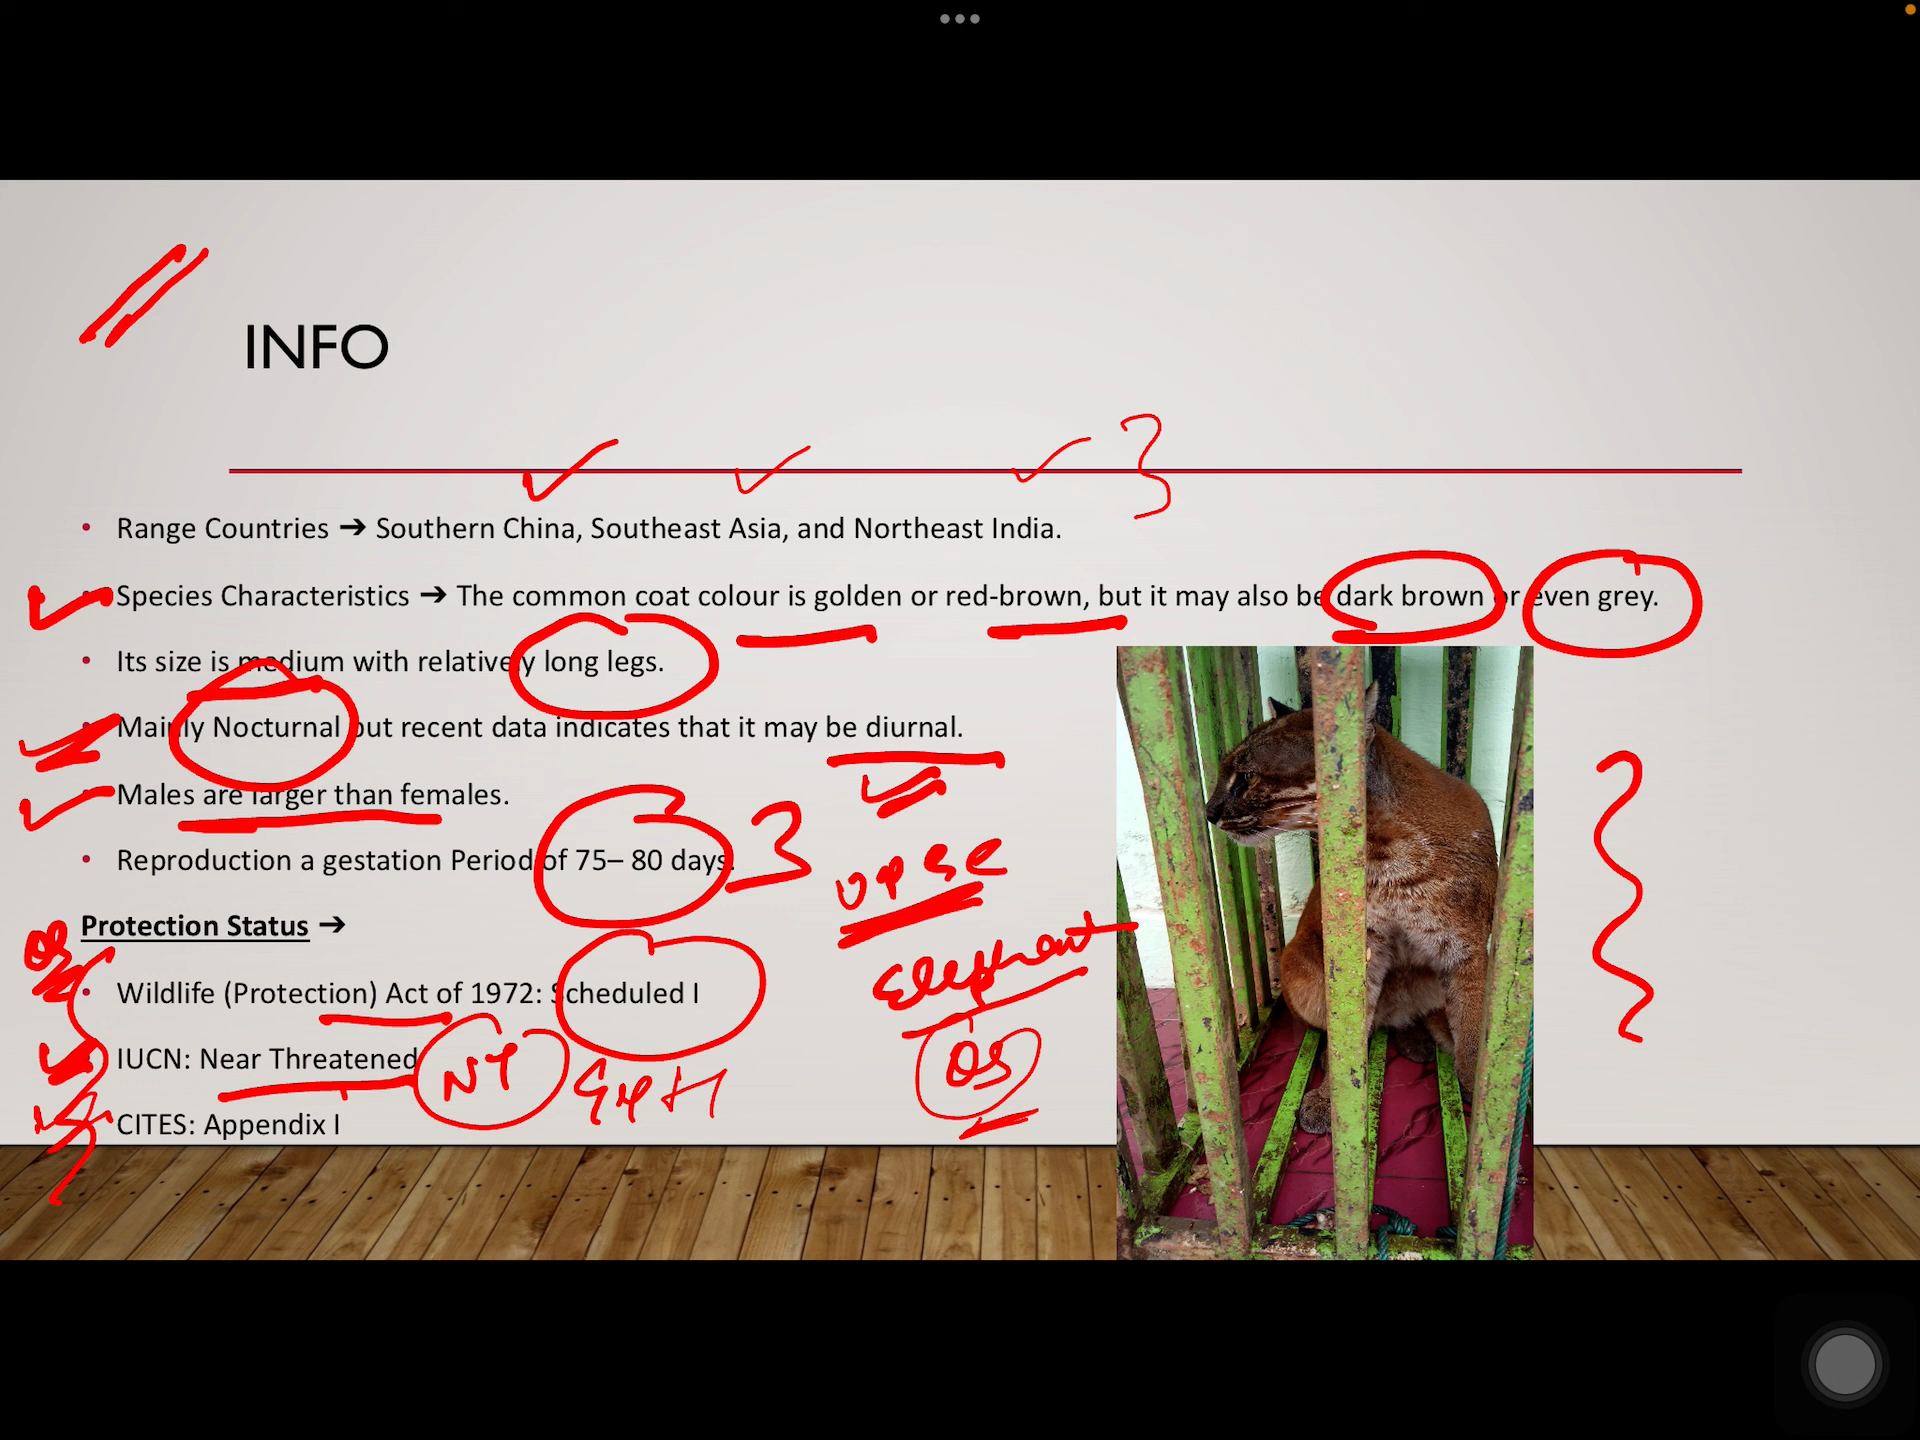 INFO
• Range Countries ➔ Southern China, Southeast Asia, and Northeast India.
• Species Characteristics ➔ The common coat colour is golden or red-brown, but it may also be dark brown or even grey.
• Its size is medium with relatively long legs.
• Mainly Nocturnal but recent data indicates that it may be diurnal.
• Males are larger than females.
• Reproduction a gestation Period of 75– 80 days.
UPSC
Protection Status ➔
Elephant
• Wildlife (Protection) Act of 1972: Scheduled I
• IUCN: Near Threatened
NT
• CITES: Appendix I